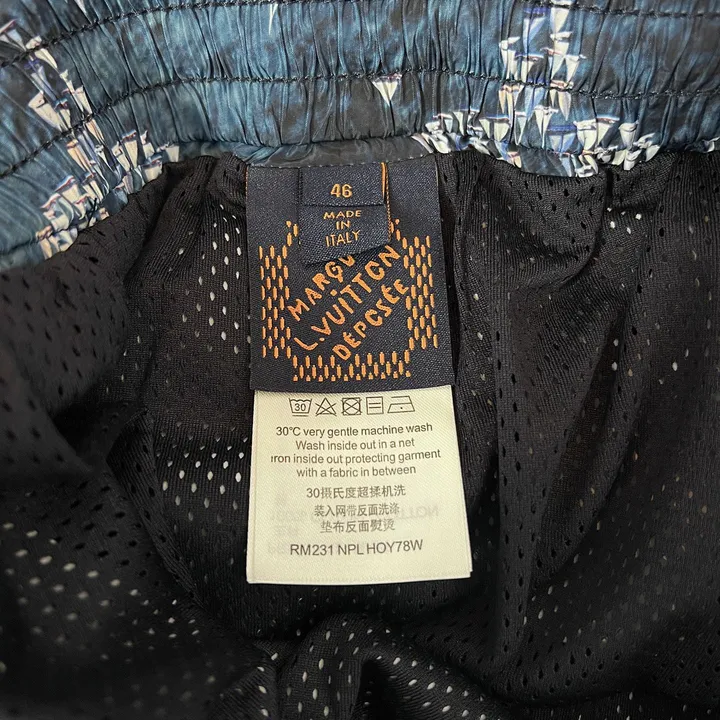 46
MADE
IN
ITALY
MARQU
L.VUITTON
DÉPOSÉE
30
30°C very gentle machine wash
Wash inside out in a net
Iron inside out protecting garment
with a fabric in between
30摄氏度超揉机洗
装入网带反面洗涤
垫布反面熨烫
RM231 NPL HOY78W